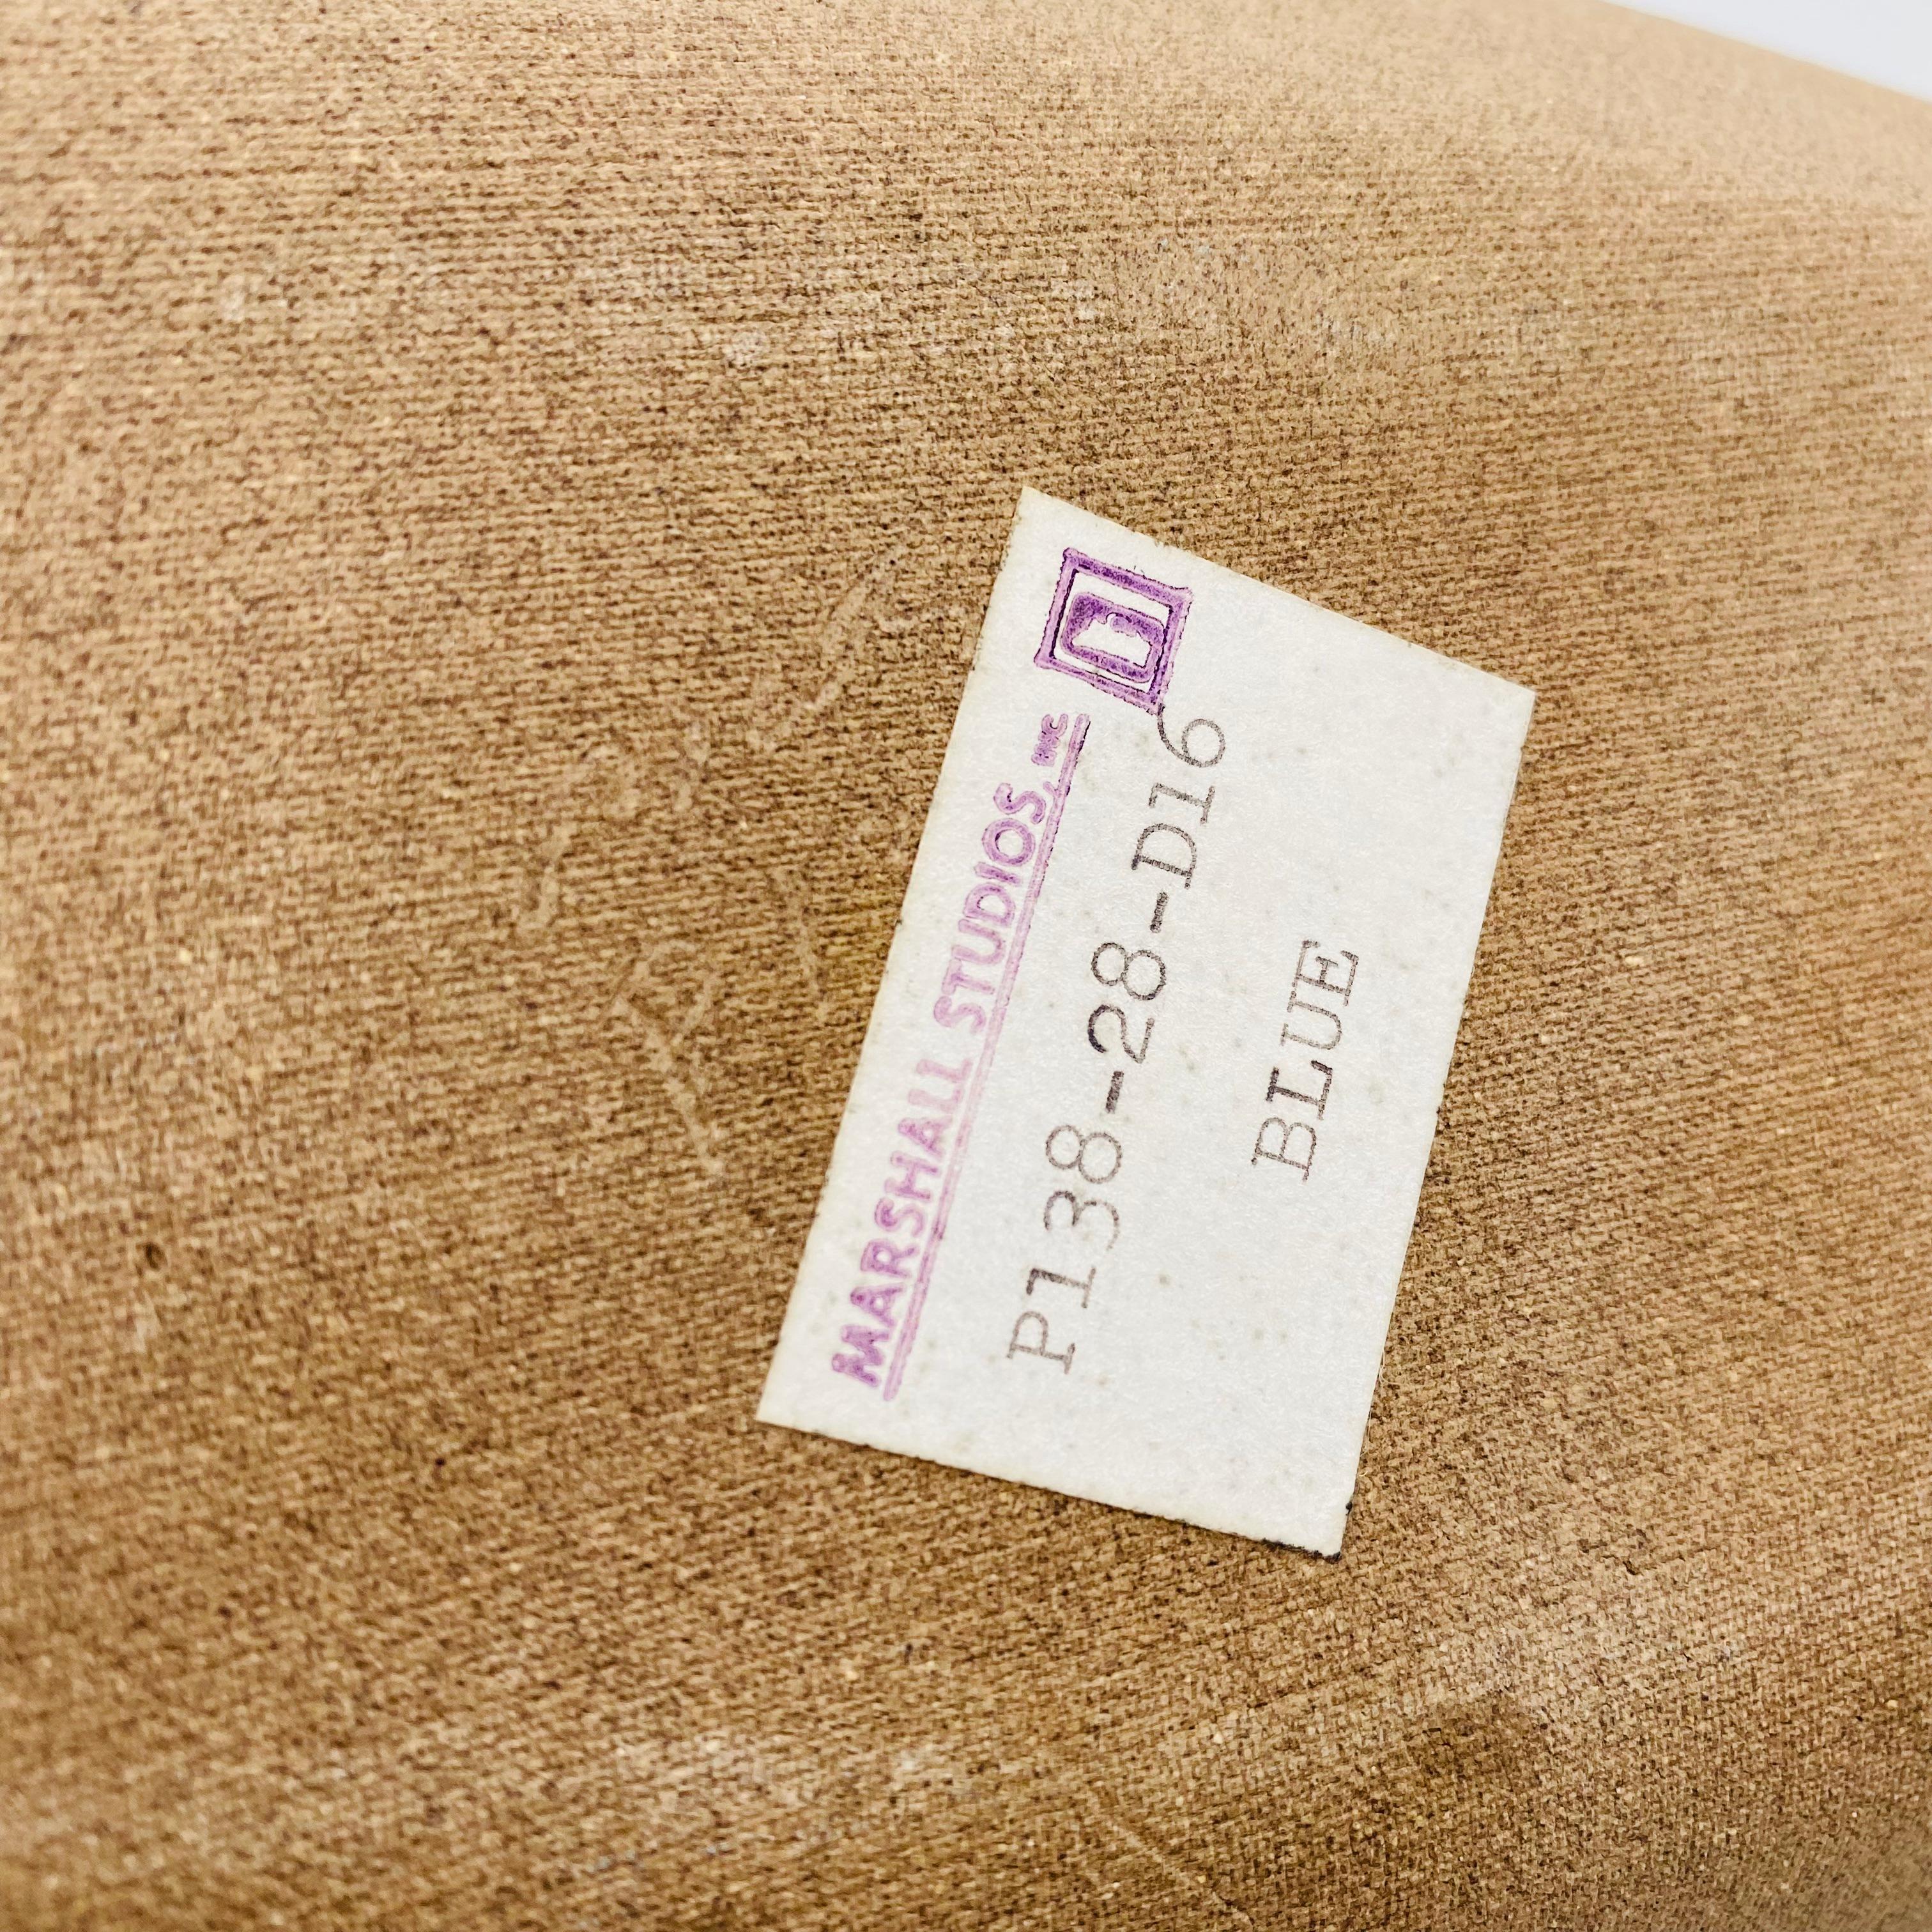 MARSHALL STUDIOS, INC
P138-28-D16
BLUE